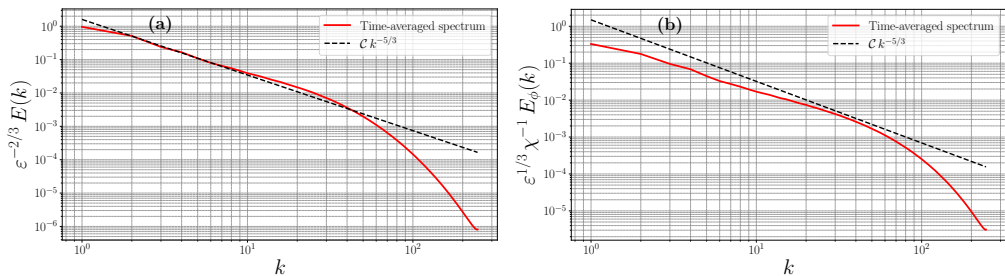 (a)
Time-averaged spectrum
𝒞 k^{-5/3}
ε^{-2/3} E(k)
10^0
10^{-1}
10^{-2}
10^{-3}
10^{-4}
10^{-5}
10^{-6}
10^0
10^1
10^2
k
(b)
Time-averaged spectrum
𝒞 k^{-5/3}
ε^{1/3} χ^{-1} E_ϕ(k)
10^0
10^{-1}
10^{-2}
10^{-3}
10^{-4}
10^{-5}
10^0
10^1
10^2
k